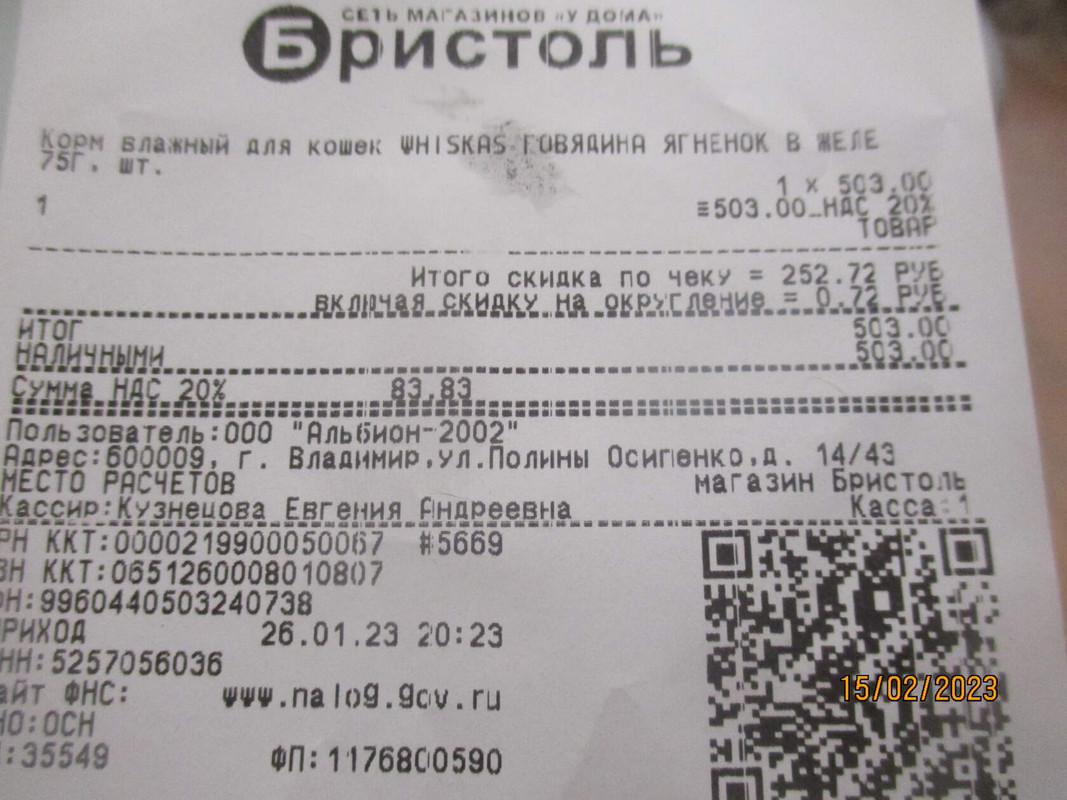 СЕТЬ МАГАЗИНОВ «У ДОМА»
Бристоль
Корм влажный для кошек WHISKAS ГОВЯДИНА ЯГНЕНОК В ЖЕЛЕ
75Г. шт.
1 х 503.00
1 ≡503.00_НДС 20%
ТОВАР
Итого скидка по чеку = 252.72 РУБ
включая скидку на округление = 0.72 РУБ
ИТОГ 503.00
НАЛИЧНЫМИ 503.00
Сумма НДС 20% 83.83
Пользователь:ООО "Альбион-2002"
Адрес:600009, г. Владимир,ул.Полины Осипенко,д. 14/43
МЕСТО РАСЧЕТОВ магазин Бристоль
Кассир:Кузнецова Евгения Андреевна Касса:1
РН ККТ:0000219900050067 #5669
ЗН ККТ:0651260008010807
ФН:9960440503240738
ПРИХОД 26.01.23 20:23
ИНН:5257056036
Сайт ФНС: www.nalog.gov.ru
СНО:ОСН
:35549 ФП:1176800590
15/02/2023